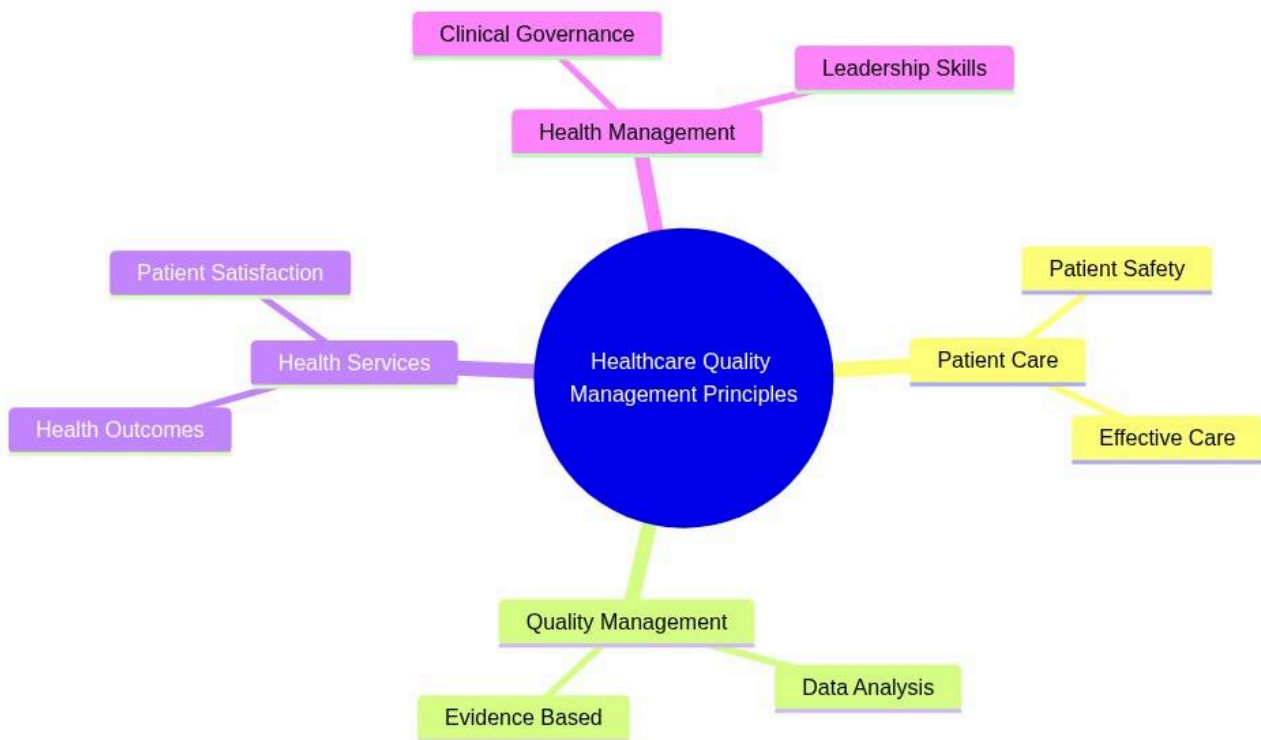 Clinical Governance
Leadership Skills
Health Management
Patient Satisfaction
Patient Safety
Health Services
Healthcare Quality
Management Principles
Patient Care
Health Outcomes
Effective Care
Quality Management
Data Analysis
Evidence Based